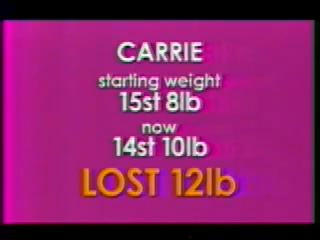 CARRIE
starting weight
15st 8lb
now
14st 10lb
LOST 12lb